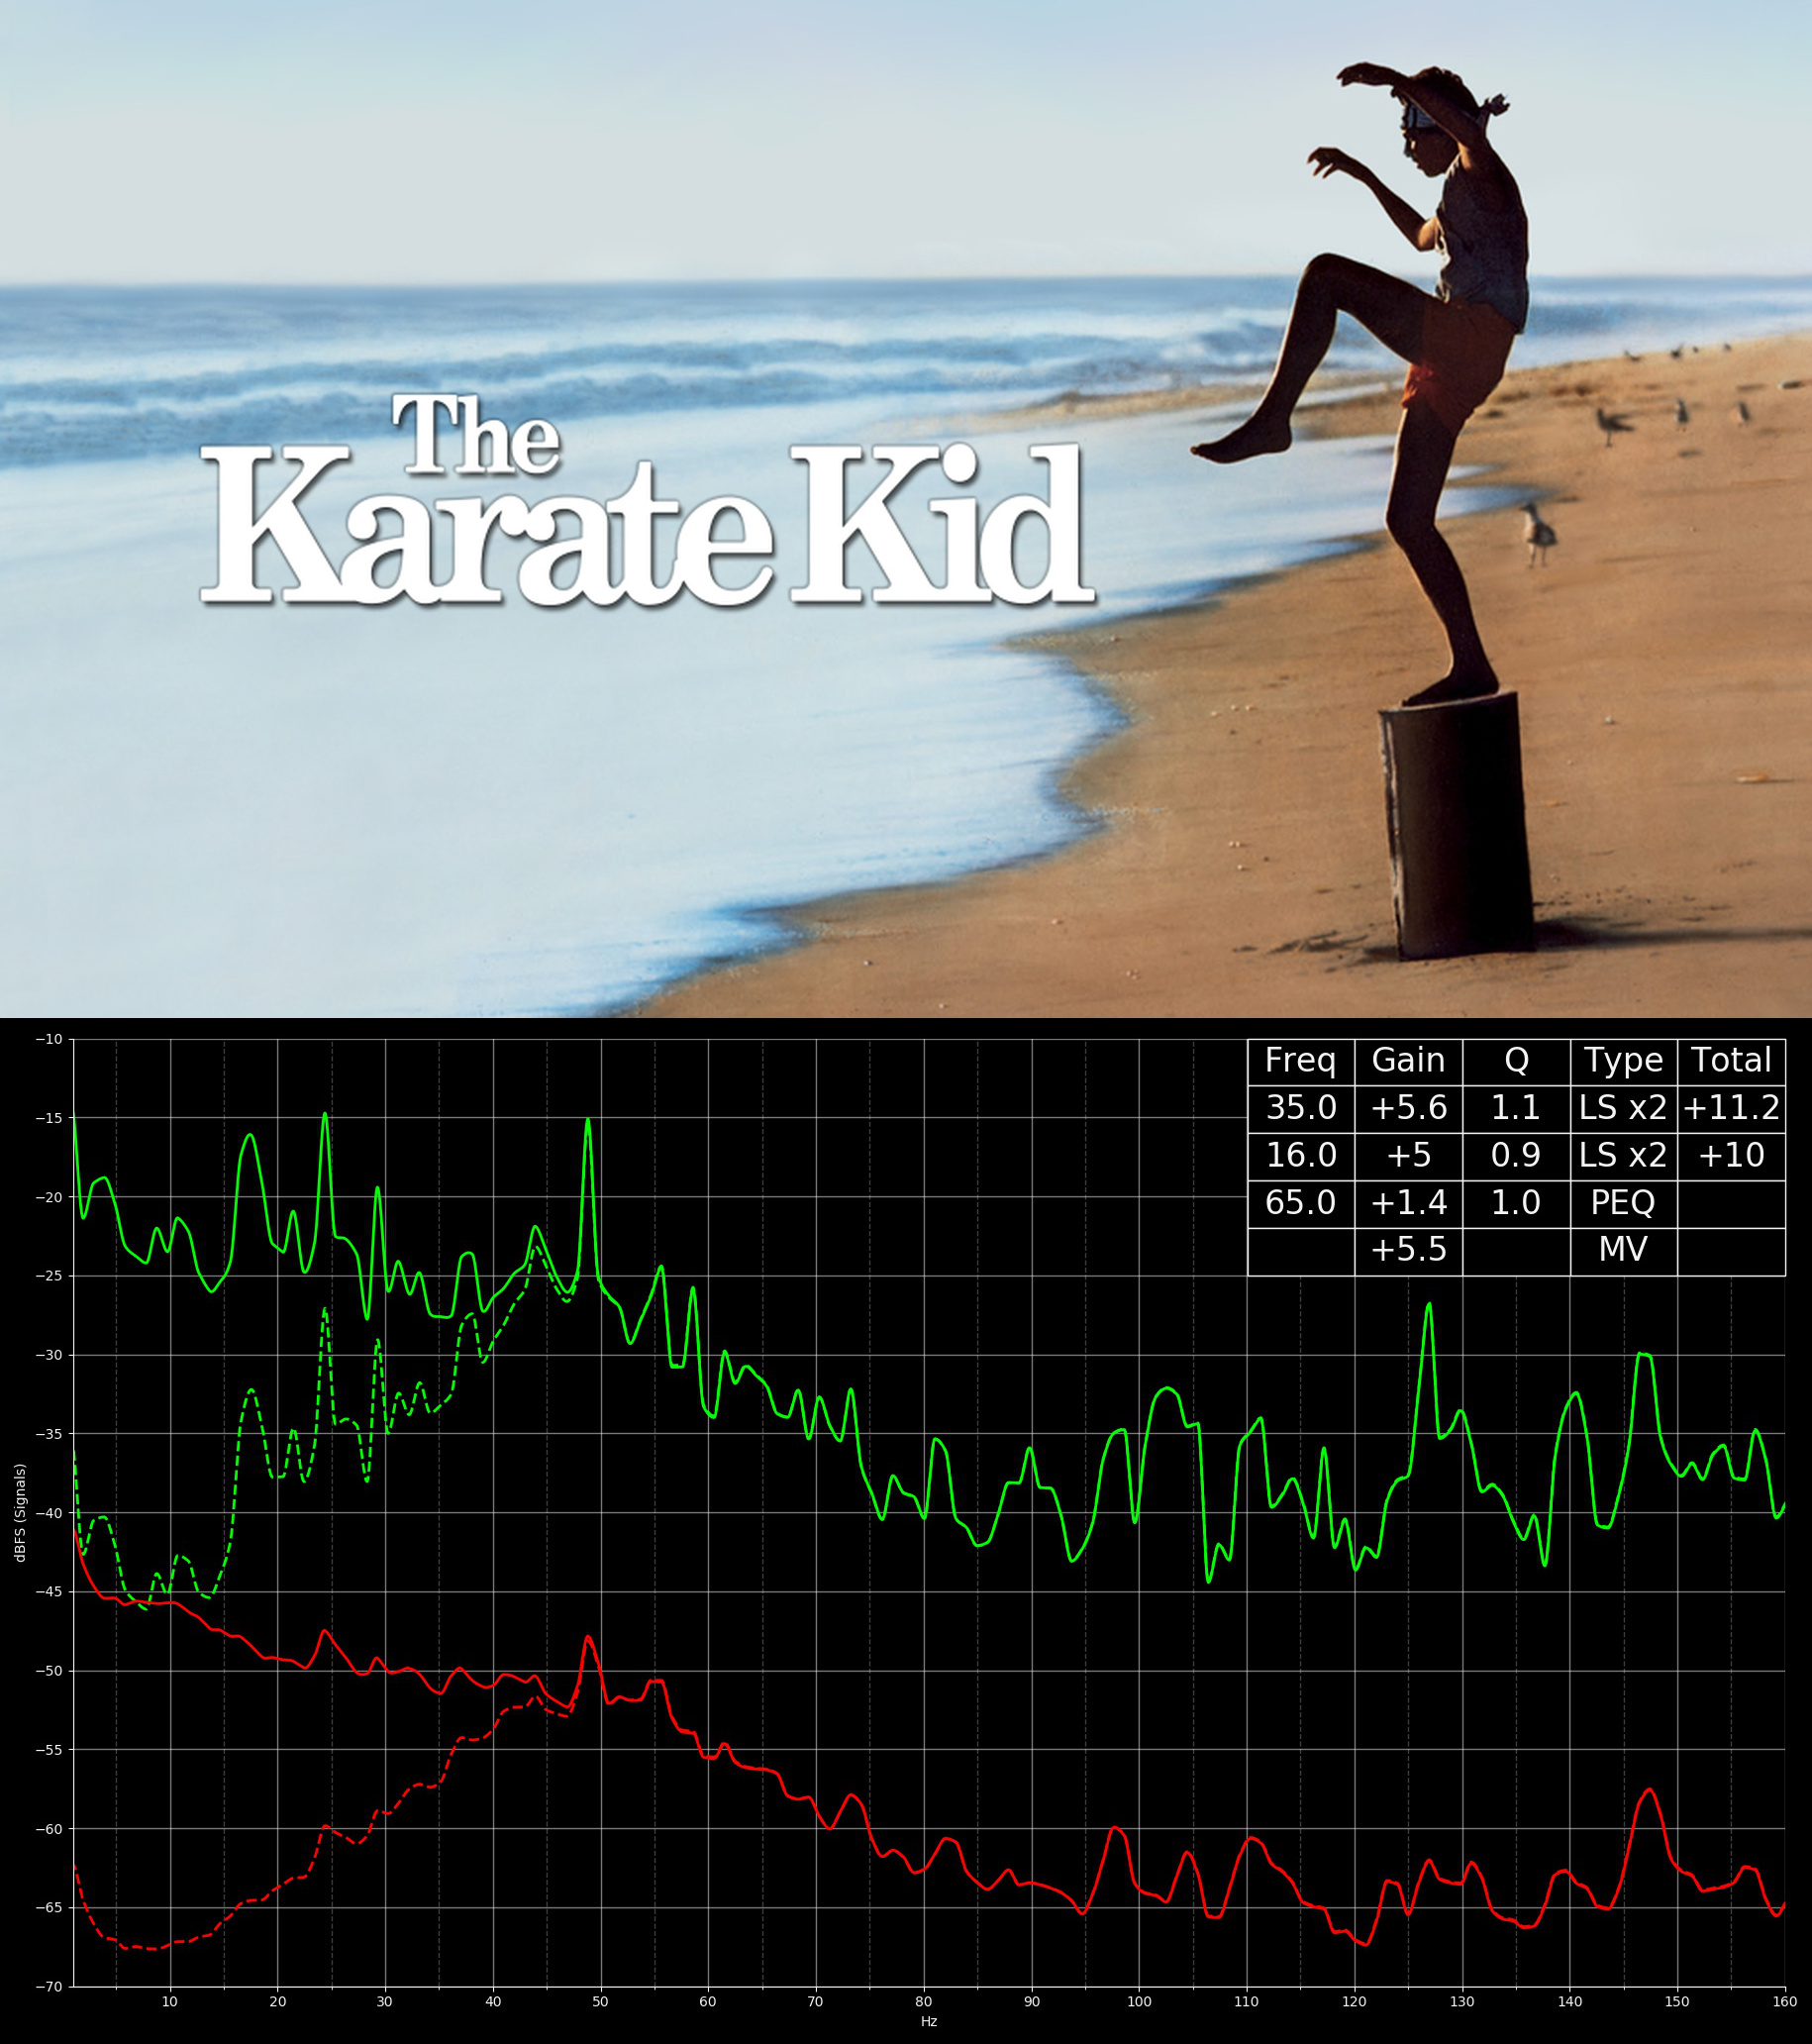 The
Karate Kid
Freq Gain Q Type Total
35.0 +5.6 1.1 LS x2 +11.2
16.0 +5 0.9 LS x2 +10
65.0 +1.4 1.0 PEQ
+5.5 MV
−10
−15
−20
−25
−30
−35
−40
−45
−50
−55
−60
−65
−70
dBFS (Signals)
10 20 30 40 50 60 70 80 90 100 110 120 130 140 150 160
Hz